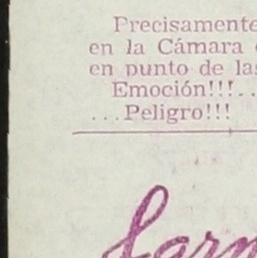 Precisamente
en la Cámara
en punto de las
Emoción!!!...
...Peligro!!!